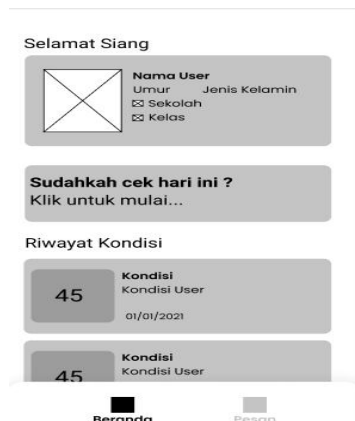 Selamat Siang
Nama User
Umur Jenis Kelamin
Sekolah
Kelas
Sudahkah cek hari ini ?
Klik untuk mulai...
Riwayat Kondisi
45
Kondisi
Kondisi User
01/01/2021
45
Kondisi
Kondisi User
Beranda
Pesan